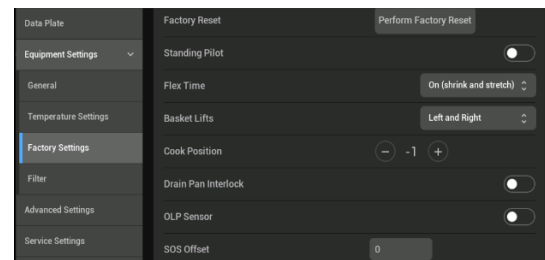 Data Plate
Equipment Settings
General
Temperature Settings
Factory Settings
Filter
Advanced Settings
Service Settings
Factory Reset Perform Factory Reset
Standing Pilot
Flex Time On (shrink and stretch)
Basket Lifts Left and Right
Cook Position − -1 +
Drain Pan Interlock
OLP Sensor
SOS Offset 0